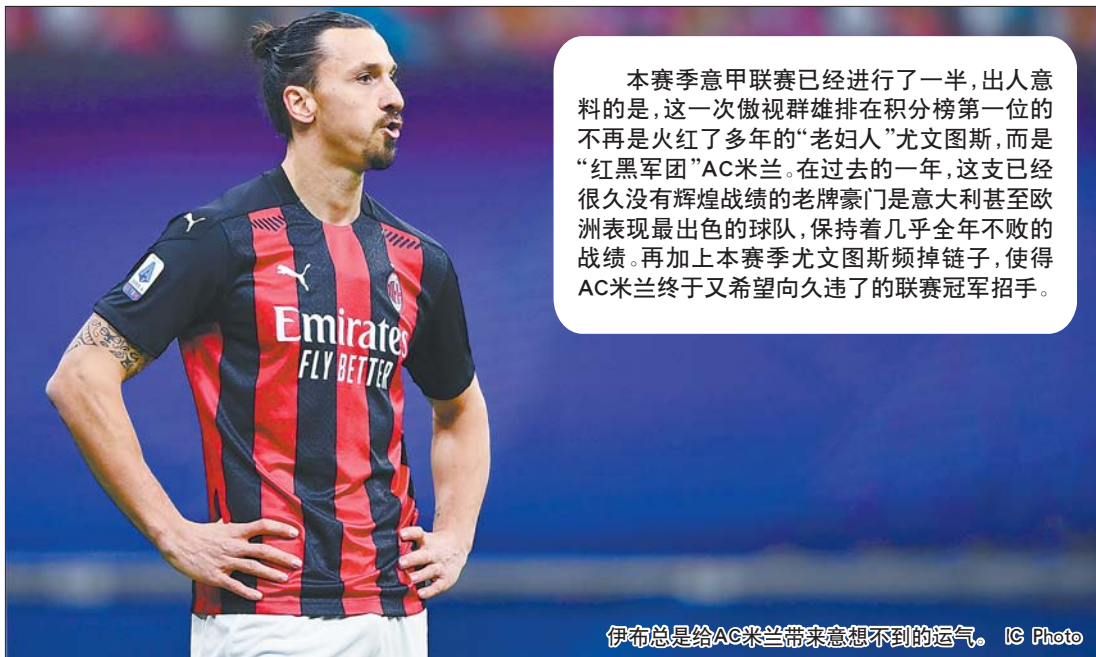 本赛季意甲联赛已经进行了一半,出人意
料的是,这一次傲视群雄排在积分榜第一位的
不再是火红了多年的“老妇人”尤文图斯,而是
“红黑军团”AC米兰。在过去的一年,这支已经
很久没有辉煌战绩的老牌豪门是意大利甚至欧
洲表现最出色的球队,保持着几乎全年不败的
战绩。再加上本赛季尤文图斯频掉链子,使得
AC米兰终于又希望向久违了的联赛冠军招手。
Emirates
FLY BETTER
伊布总是给AC米兰带来意想不到的运气。 IC Photo